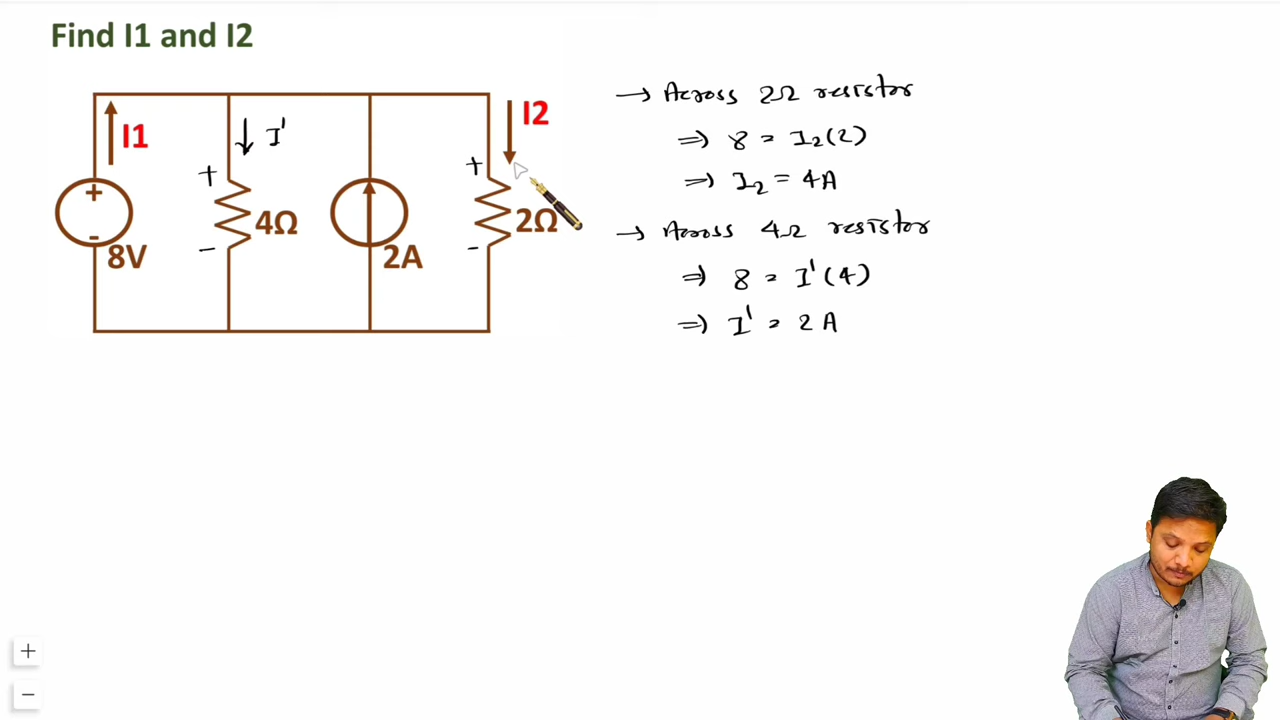 Find I1 and I2
I1
I'
I2
+
+
+
-
4Ω
2Ω
-
-
8V
2A
→ Across 2Ω resistor
⇒ 8 = I₂(2)
⇒ I₂ = 4A
→ Across 4Ω resistor
⇒ 8 = I'(4)
⇒ I' = 2A
+
−